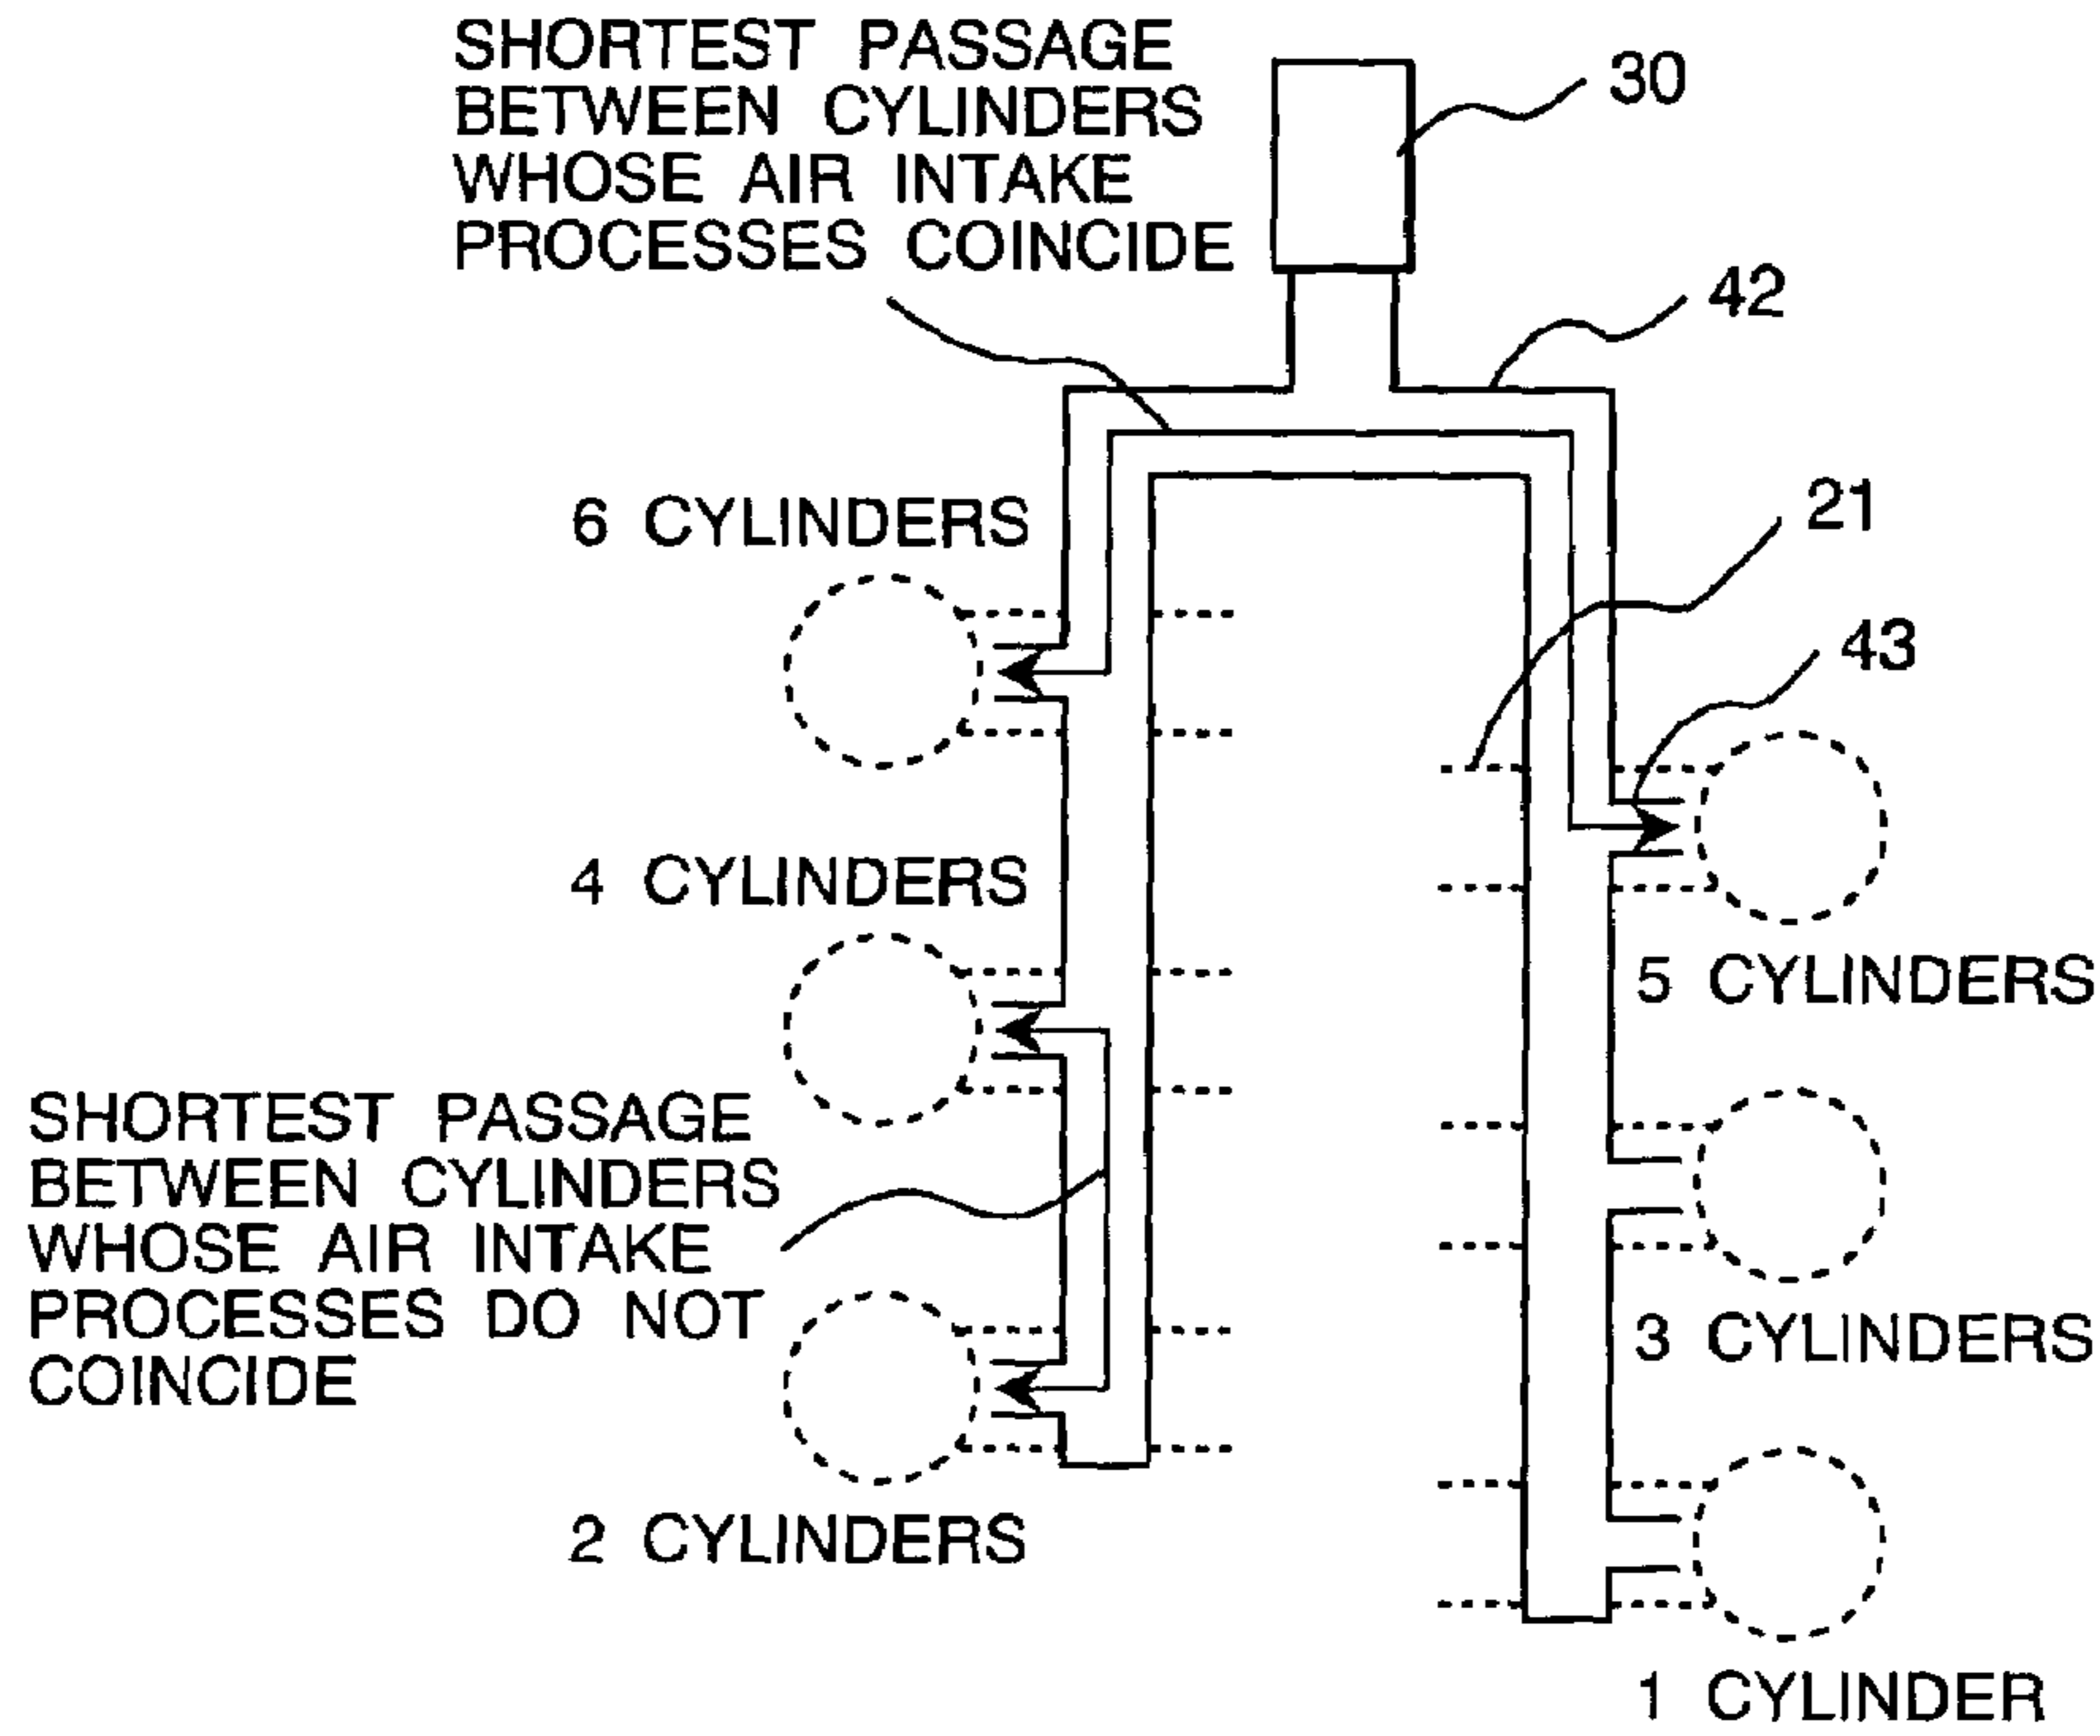 SHORTEST PASSAGE
BETWEEN CYLINDERS
WHOSE AIR INTAKE
PROCESSES COINCIDE
30
42
6 CYLINDERS
21
43
4 CYLINDERS
5 CYLINDERS
SHORTEST PASSAGE
BETWEEN CYLINDERS
WHOSE AIR INTAKE
PROCESSES DO NOT
COINCIDE
3 CYLINDERS
2 CYLINDERS
1 CYLINDER